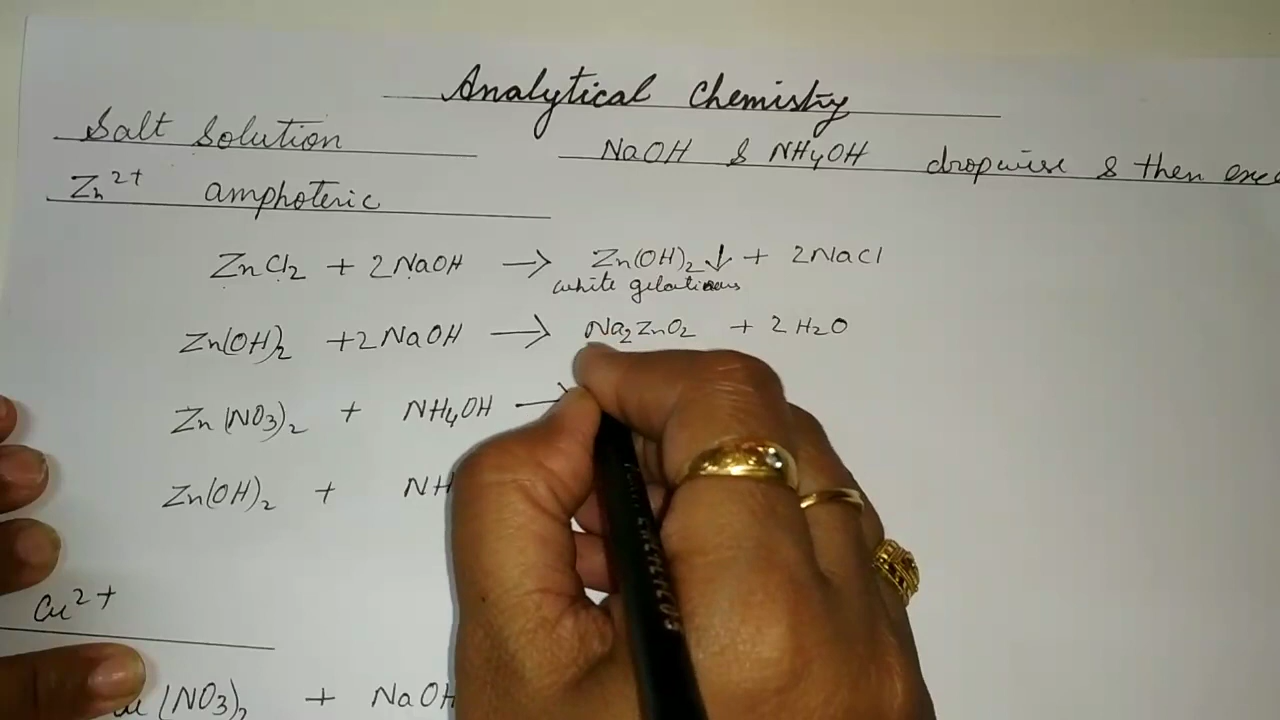 Analytical Chemistry
Salt Solution
NaOH & NH4OH dropwise & then
Zn2+ amphoteric
ZnCl2 + 2NaOH → Zn(OH)2↓ + 2NaCl
white gelatinous
Zn(OH)2 + 2NaOH → Na2ZnO2 + 2H2O
Zn(NO3)2 + NH4OH →
Zn(OH)2 + NH
Cu2+
(NO3)2 + NaOH